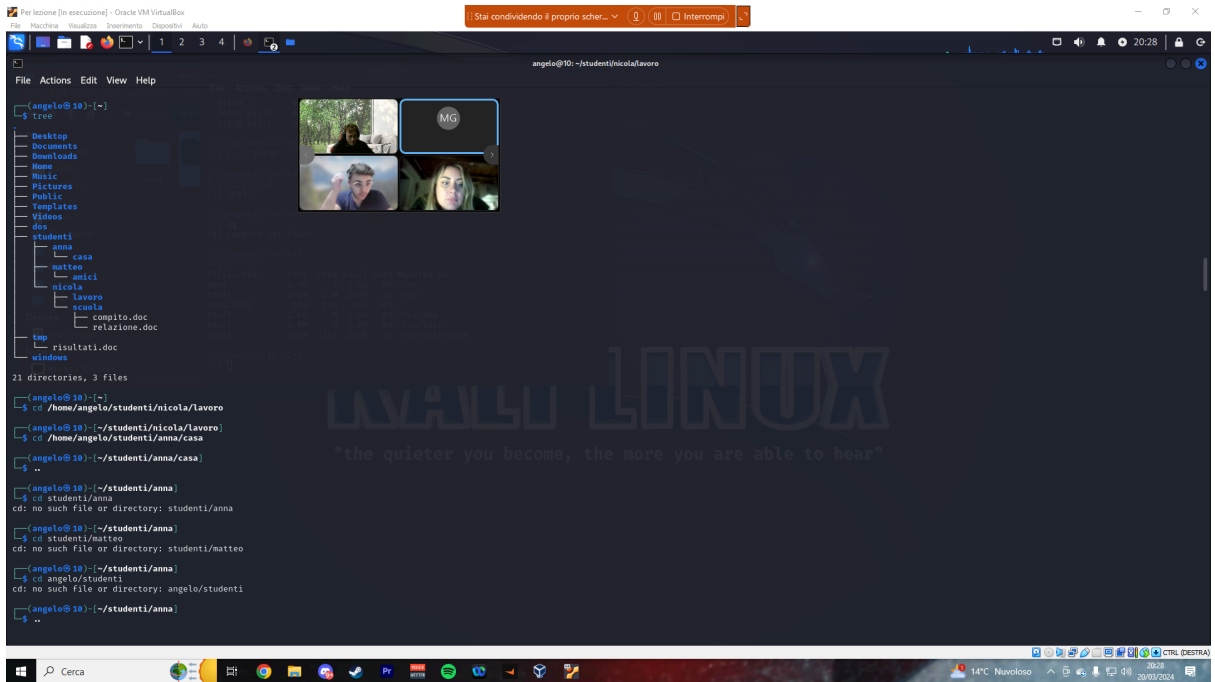 Per lezione [In esecuzione] - Oracle VM VirtualBox
Stai condividendo il proprio scher...
Interrompi
File Macchina Visualizza Inserimento Dispositivi Aiuto
1 2 3 4
2
20:28
angelo@10: ~/studenti/nicola/lavoro
File Actions Edit View Help
┌──(angelo㉿10)-[~]
└─$ tree
.
├── Desktop
├── Documents
├── Downloads
├── Home
├── Music
├── Pictures
├── Public
├── Templates
├── Videos
├── dos
├── studenti
│   ├── anna
│   │   └── casa
│   ├── matteo
│   │   └── amici
│   └── nicola
│       ├── lavoro
│       └── scuola
│           ├── compito.doc
│           └── relazione.doc
├── tmp
│   └── risultati.doc
└── windows
21 directories, 3 files
┌──(angelo㉿10)-[~]
└─$ cd /home/angelo/studenti/nicola/lavoro
┌──(angelo㉿10)-[~/studenti/nicola/lavoro]
└─$ cd /home/angelo/studenti/anna/casa
┌──(angelo㉿10)-[~/studenti/anna/casa]
└─$ ..
┌──(angelo㉿10)-[~/studenti/anna]
└─$ cd studenti/anna
cd: no such file or directory: studenti/anna
┌──(angelo㉿10)-[~/studenti/anna]
└─$ cd studenti/matteo
cd: no such file or directory: studenti/matteo
┌──(angelo㉿10)-[~/studenti/anna]
└─$ cd angelo/studenti
cd: no such file or directory: angelo/studenti
┌──(angelo㉿10)-[~/studenti/anna]
└─$ ..
MG
KALI LINUX
"the quieter you become, the more you are able to hear"
CTRL (DESTRA)
Cerca
Pr
14°C Nuvoloso
20:28
20/03/2024